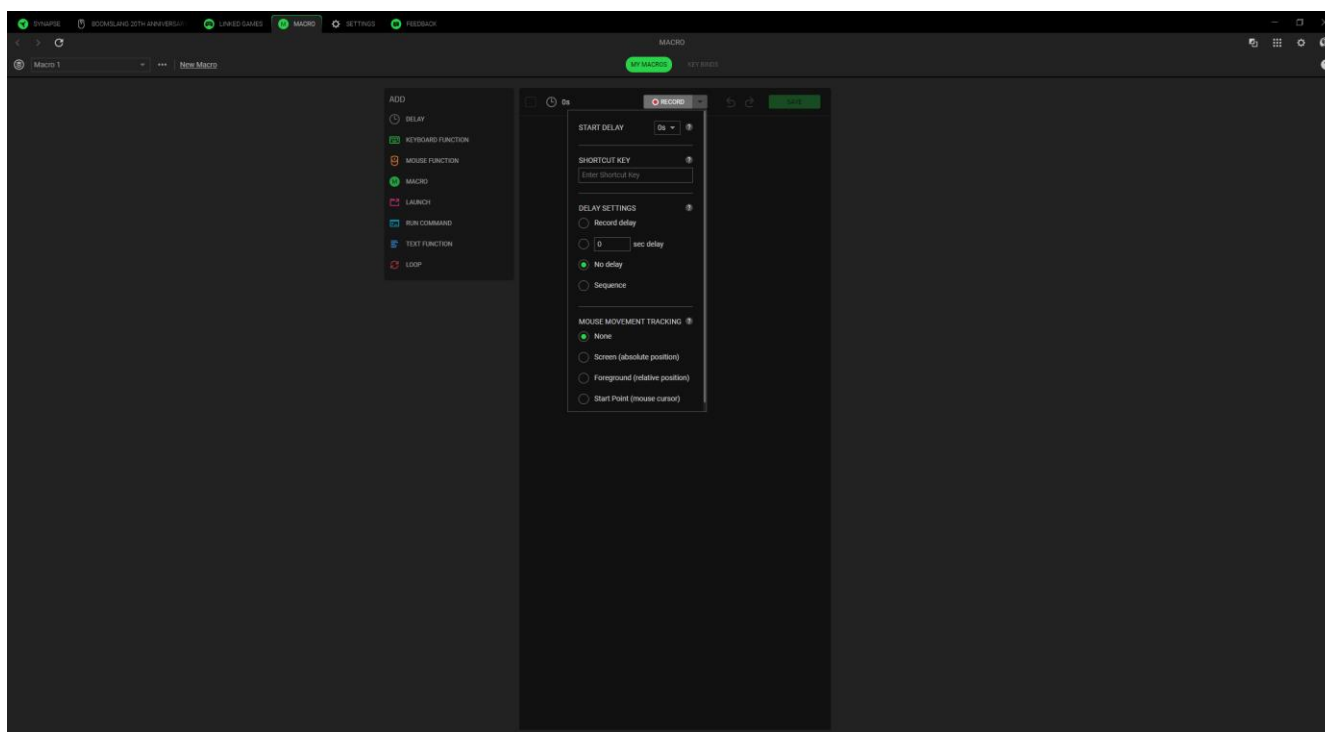 SYNAPSE
BOOMSLANG 20TH ANNIVERSAR
LINKED GAMES
MACRO
SETTINGS
FEEDBACK
MACRO
Macro 1
New Macro
MY MACROS
KEY BINDS
ADD
DELAY
KEYBOARD FUNCTION
MOUSE FUNCTION
MACRO
LAUNCH
RUN COMMAND
TEXT FUNCTION
LOOP
0s
RECORD
SAVE
START DELAY
0s
SHORTCUT KEY
Enter Shortcut Key
DELAY SETTINGS
Record delay
0 sec delay
No delay
Sequence
MOUSE MOVEMENT TRACKING
None
Screen (absolute position)
Foreground (relative position)
Start Point (mouse cursor)